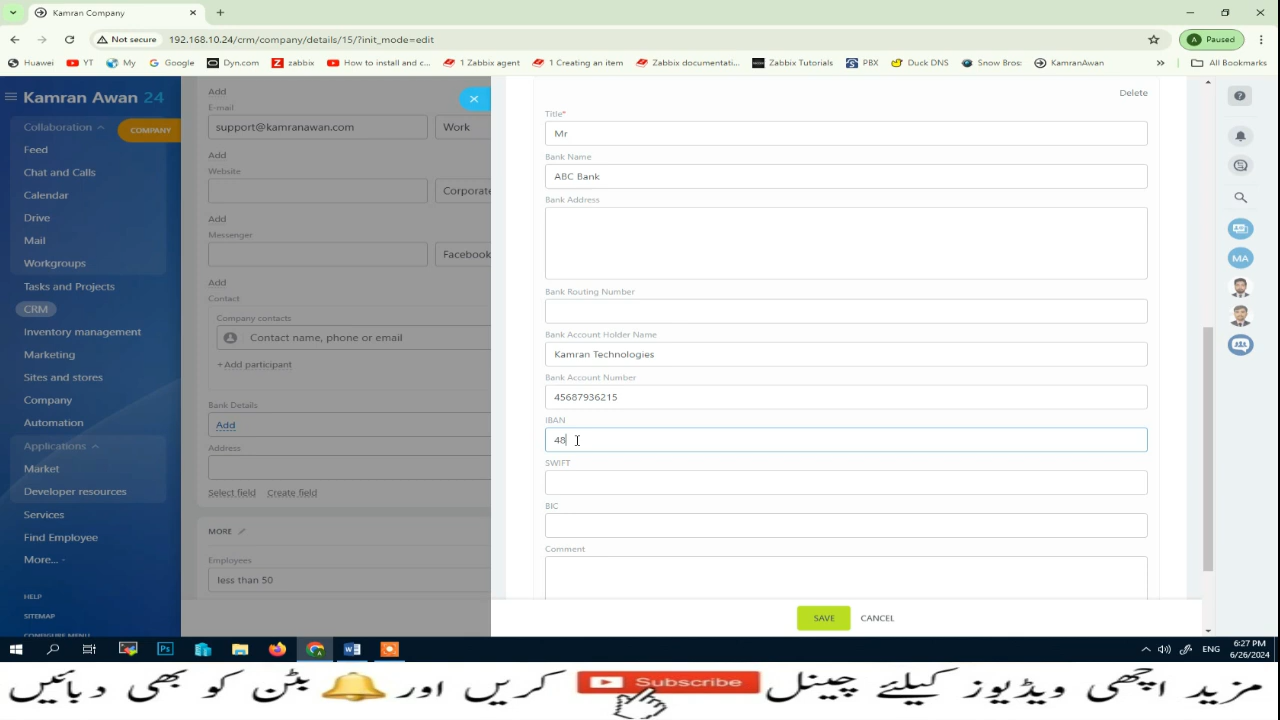 Kamran Company
Not secure 192.168.10.24/crm/company/details/15/?init_mode=edit
A Paused
Huawei YT My Google Dyn.com zabbix How to install and c... 1 Zabbix agent 1 Creating an item Zabbix documentati... Zabbix Tutorials PBX Duck DNS Snow Bros: KamranAwan » All Bookmarks
Kamran Awan 24
Collaboration
COMPANY
Feed
Chat and Calls
Calendar
Drive
Mail
Workgroups
Tasks and Projects
CRM
Inventory management
Marketing
Sites and stores
Company
Automation
Applications
Market
Developer resources
Services
Find Employee
More...
HELP
SITEMAP
CONFIGURE MENU
Add
E-mail
support@kamranawan.com Work
Add
Website
Corporate
Add
Messenger
Facebook
Add
Contact
Company contacts
Contact name, phone or email
+ Add participant
Bank Details
Add
Address
Select field Create field
MORE
Employees
less than 50
Delete
Title*
Mr
Bank Name
ABC Bank
Bank Address
Bank Routing Number
Bank Account Holder Name
Kamran Technologies
Bank Account Number
45687936215
IBAN
48
SWIFT
BIC
Comment
SAVE CANCEL
MA
ENG
6:27 PM
6/26/2024
مزید اچھی ویڈیوز کیلئے چینل Subscribe کریں اور بٹن کو بھی دبائیں